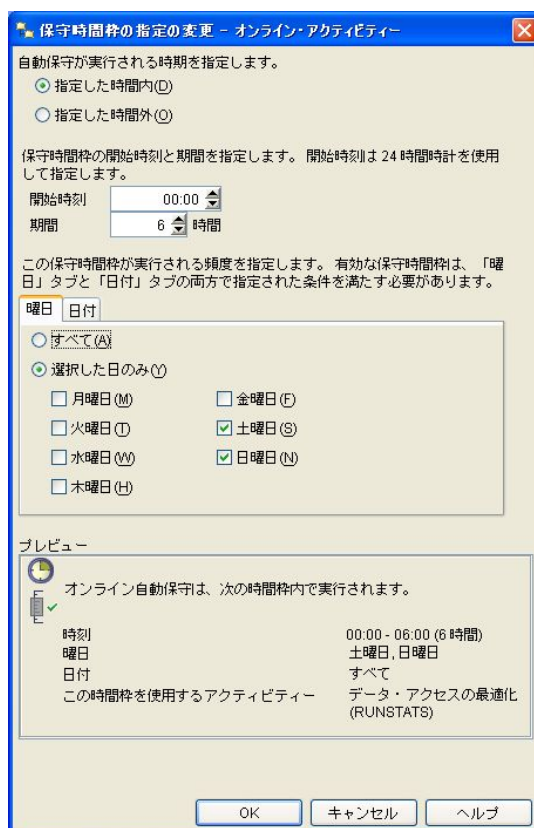 保守時間枠の指定の変更 - オンライン・アクティビティー
自動保守が実行される時期を指定します。
指定した時間内(D)
指定した時間外(O)
保守時間枠の開始時刻と期間を指定します。 開始時刻は 24 時間時計を使用
して指定します。
開始時刻 00:00
期間 6 時間
この保守時間枠が実行される頻度を指定します。 有効な保守時間枠は、「曜
日」タブと「日付」タブの両方で指定された条件を満たす必要があります。
曜日 日付
すべて(A)
選択した日のみ(Y)
月曜日(M) 金曜日(F)
火曜日(T) 土曜日(S)
水曜日(W) 日曜日(N)
木曜日(H)
プレビュー
オンライン自動保守は、次の時間枠内で実行されます。
時刻 00:00 - 06:00 (6 時間)
曜日 土曜日, 日曜日
日付 すべて
この時間枠を使用するアクティビティー データ・アクセスの最適化
(RUNSTATS)
OK キャンセル ヘルプ